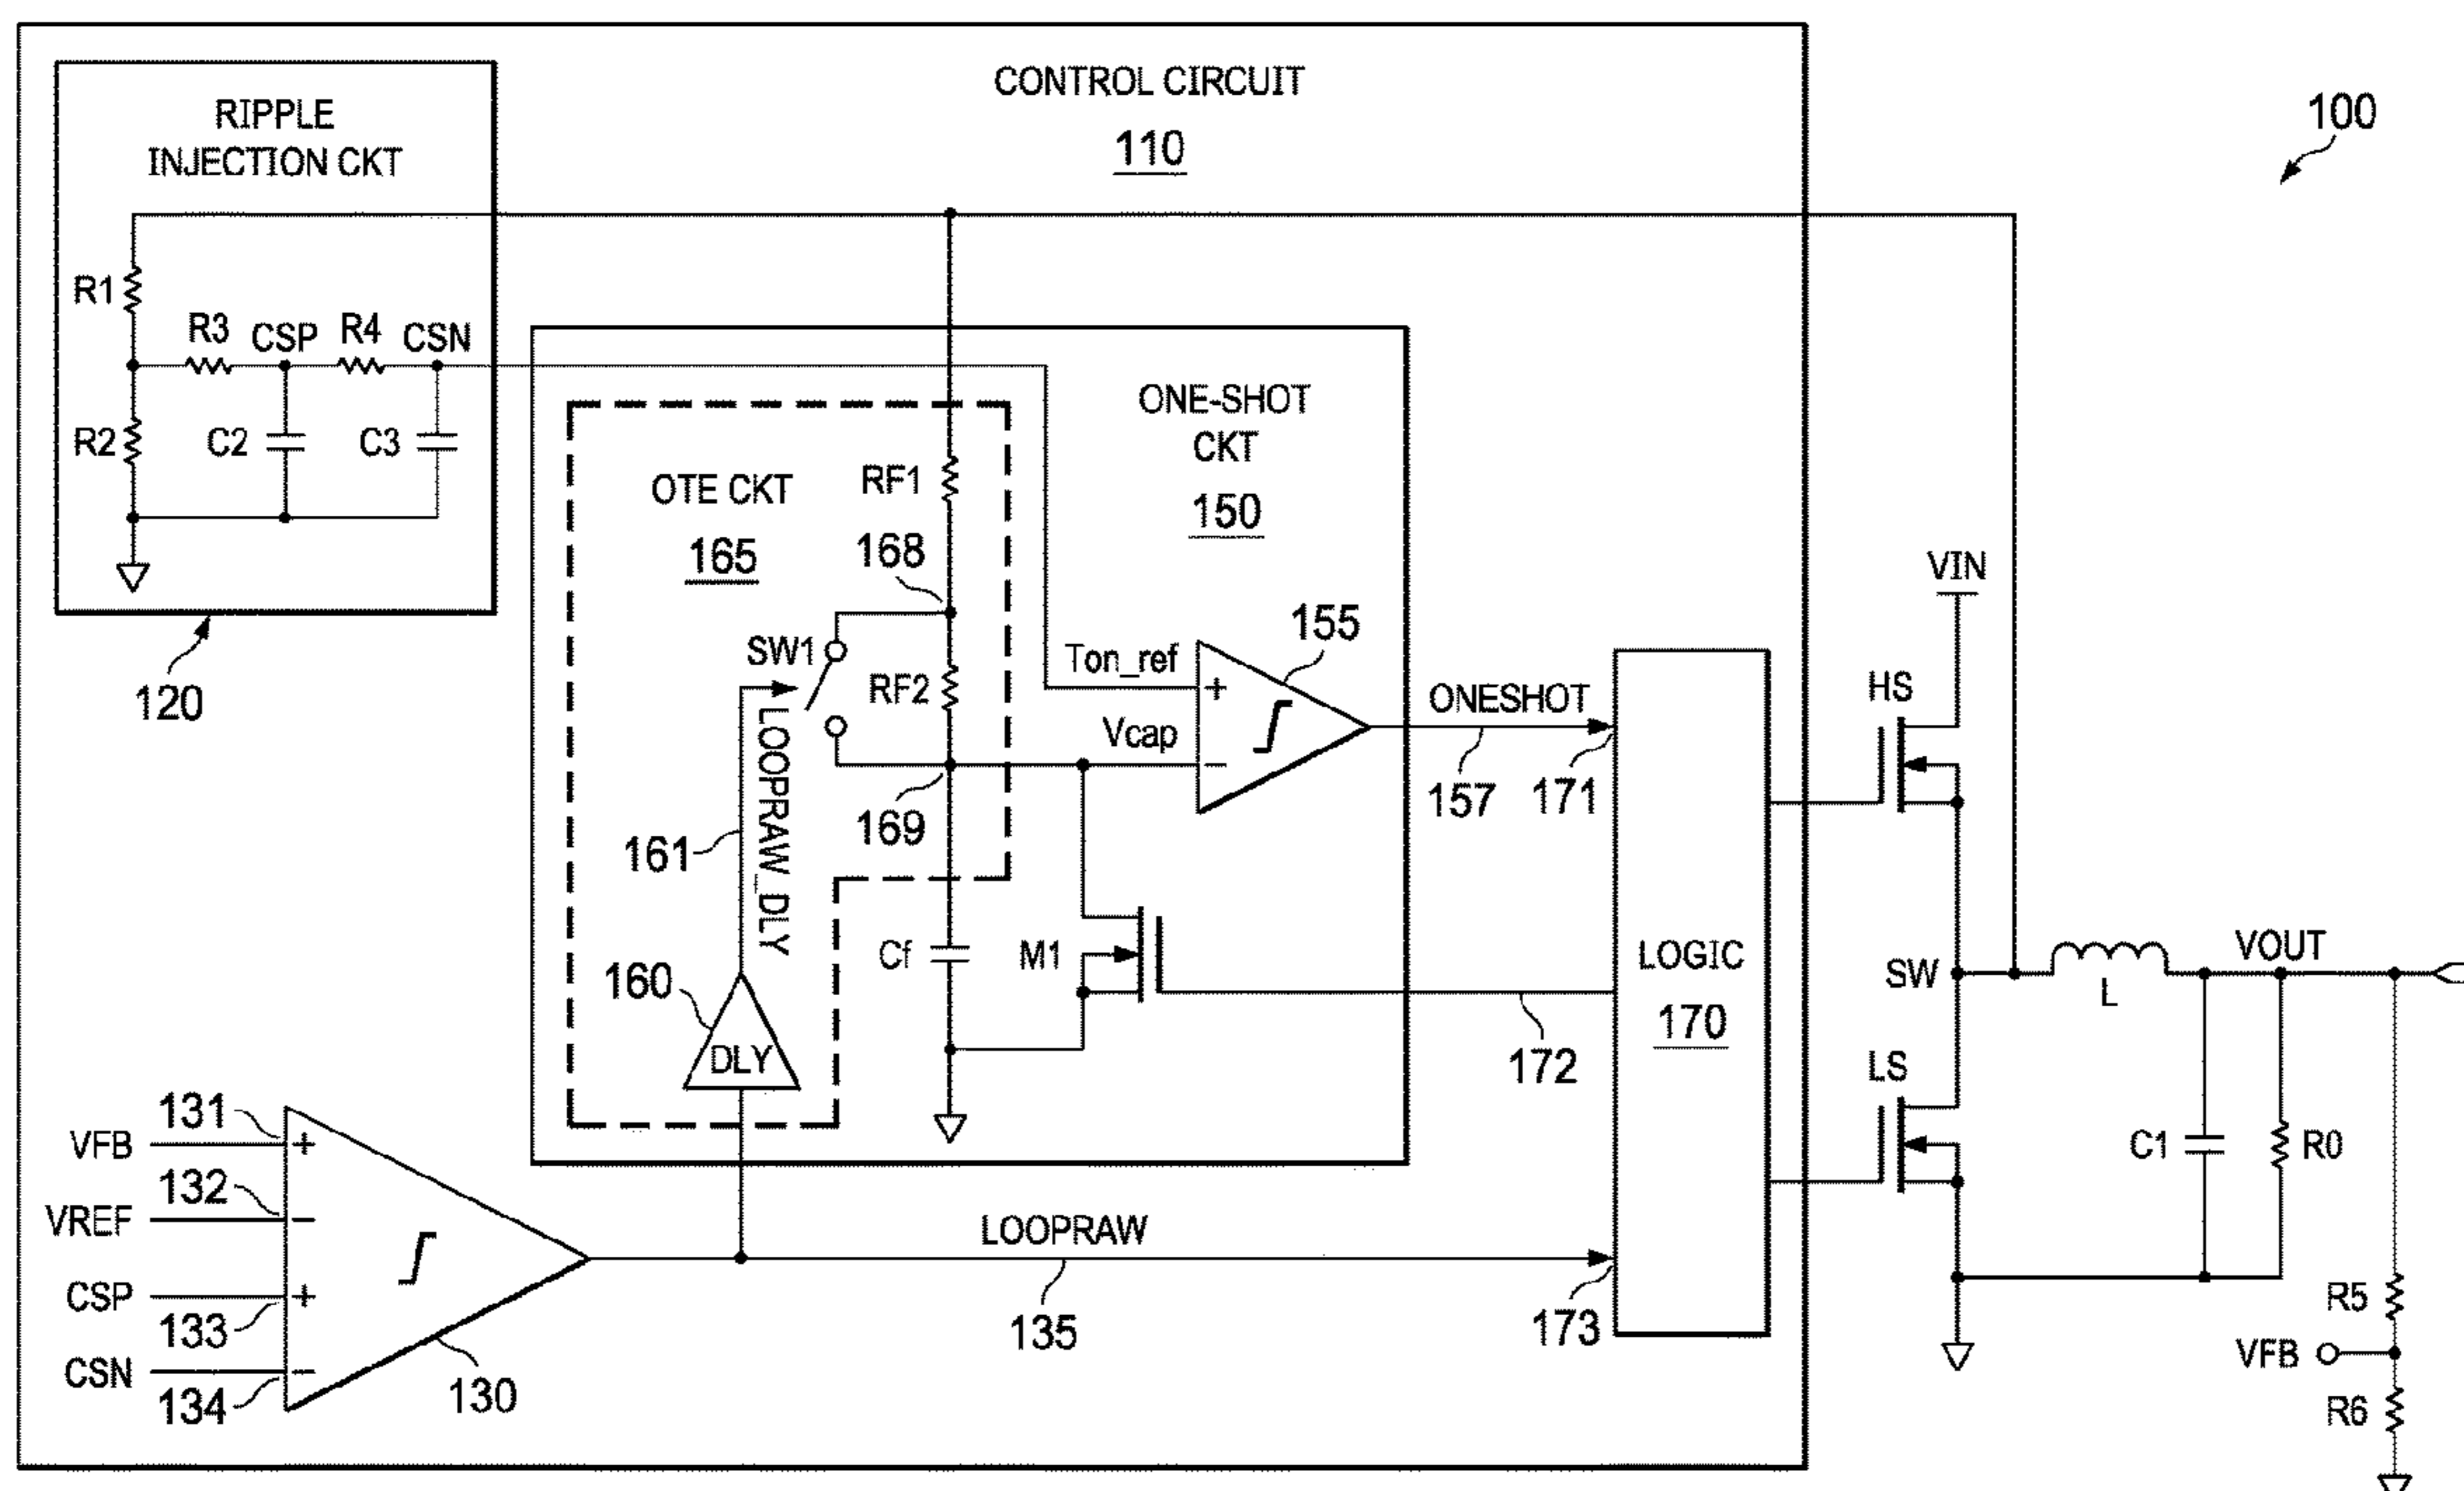 CONTROL CIRCUIT
110
100
RIPPLE
INJECTION CKT
R1
R3
CSP
R4
CSN
R2
C2
C3
120
ONE-SHOT
CKT
150
OTE CKT
165
RF1
168
SW1
RF2
LOOPRAW_DLY
161
169
Ton_ref
+
Vcap
−
155
ONESHOT
157
171
160
DLY
Cf
M1
172
LOGIC
170
VIN
HS
SW
L
VOUT
LS
C1
R0
R5
VFB
R6
VFB
131
+
VREF
132
−
CSP
133
+
CSN
134
−
130
LOOPRAW
135
173